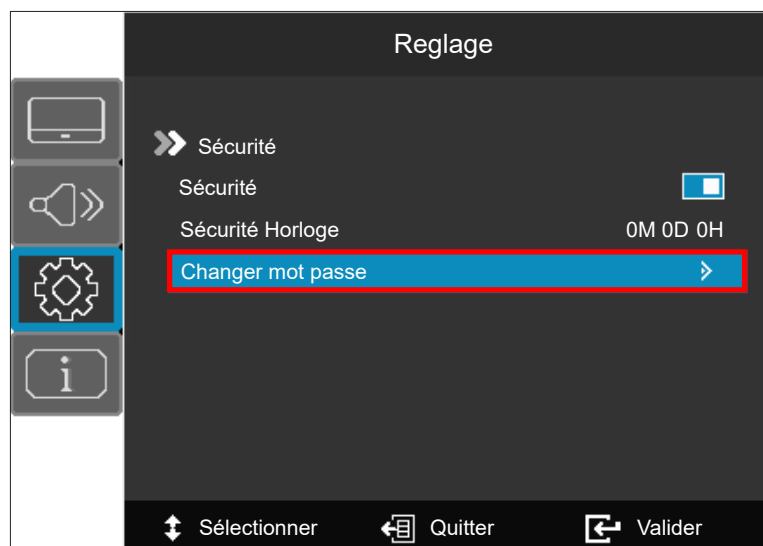 Reglage
Sécurité
Sécurité
Sécurité Horloge 0M 0D 0H
Changer mot passe
i
Sélectionner Quitter Valider